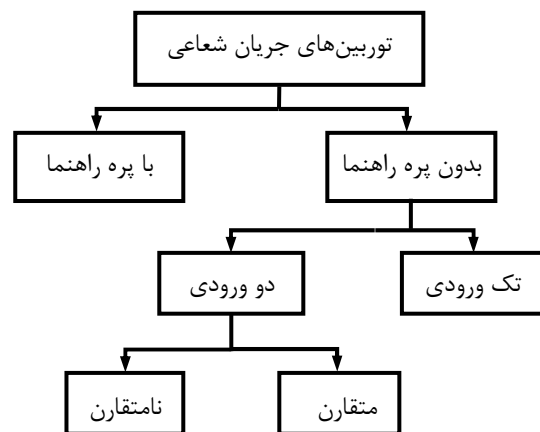 توربین‌های جریان شعاعی
بدون پره راهنما
با پره راهنما
تک ورودی
دو ورودی
متقارن
نامتقارن